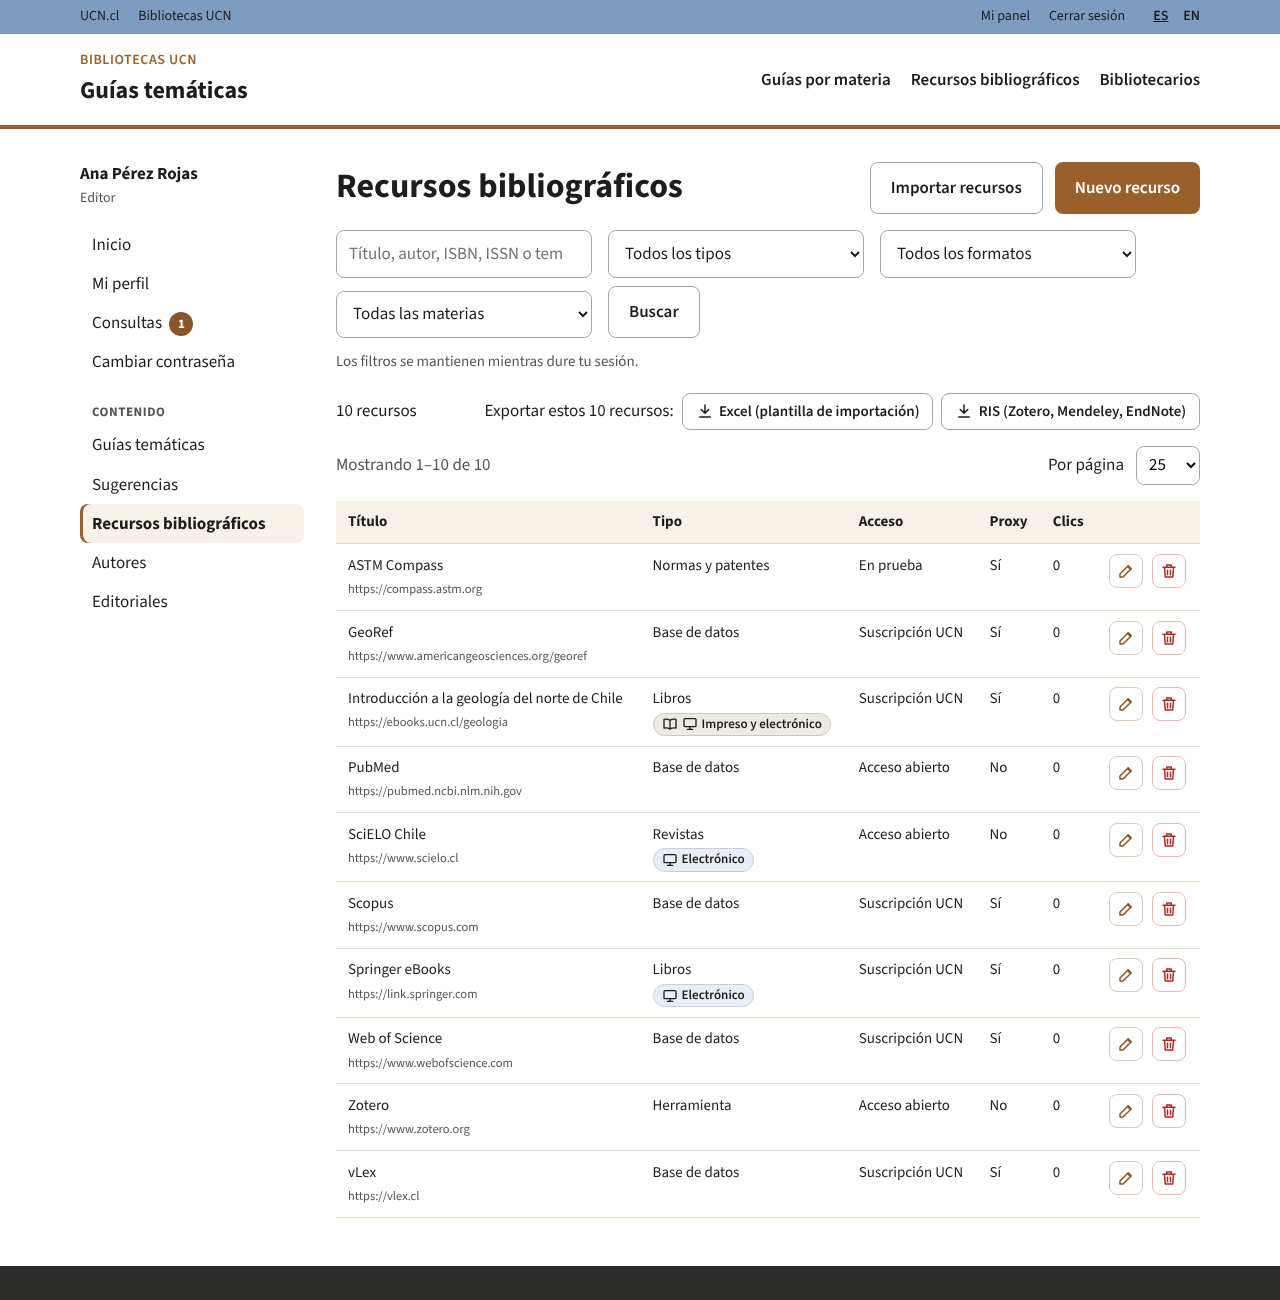 UCN.cl Bibliotecas UCN Mi panel Cerrar sesión ES EN
BIBLIOTECAS UCN
Guías temáticas
Guías por materia Recursos bibliográficos Bibliotecarios
Ana Pérez Rojas
Editor
Inicio
Mi perfil
Consultas 1
Cambiar contraseña
CONTENIDO
Guías temáticas
Sugerencias
Recursos bibliográficos
Autores
Editoriales
Recursos bibliográficos
Importar recursos Nuevo recurso
Título, autor, ISBN, ISSN o tem Todos los tipos Todos los formatos
Todas las materias Buscar
Los filtros se mantienen mientras dure tu sesión.
10 recursos Exportar estos 10 recursos: Excel (plantilla de importación) RIS (Zotero, Mendeley, EndNote)
Mostrando 1–10 de 10 Por página 25
Título Tipo Acceso Proxy Clics
ASTM Compass Normas y patentes En prueba Sí 0
https://compass.astm.org
GeoRef Base de datos Suscripción UCN Sí 0
https://www.americangeosciences.org/georef
Introducción a la geología del norte de Chile Libros Suscripción UCN Sí 0
https://ebooks.ucn.cl/geologia Impreso y electrónico
PubMed Base de datos Acceso abierto No 0
https://pubmed.ncbi.nlm.nih.gov
SciELO Chile Revistas Acceso abierto No 0
https://www.scielo.cl Electrónico
Scopus Base de datos Suscripción UCN Sí 0
https://www.scopus.com
Springer eBooks Libros Suscripción UCN Sí 0
https://link.springer.com Electrónico
Web of Science Base de datos Suscripción UCN Sí 0
https://www.webofscience.com
Zotero Herramienta Acceso abierto No 0
https://www.zotero.org
vLex Base de datos Suscripción UCN Sí 0
https://vlex.cl